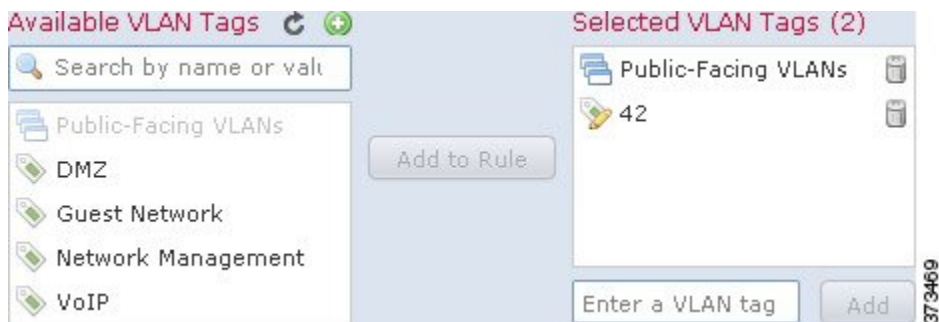 Available VLAN Tags
Search by name or valu
Public-Facing VLANs
DMZ
Guest Network
Network Management
VoIP
Add to Rule
Selected VLAN Tags (2)
Public-Facing VLANs
42
Enter a VLAN tag
Add
373469